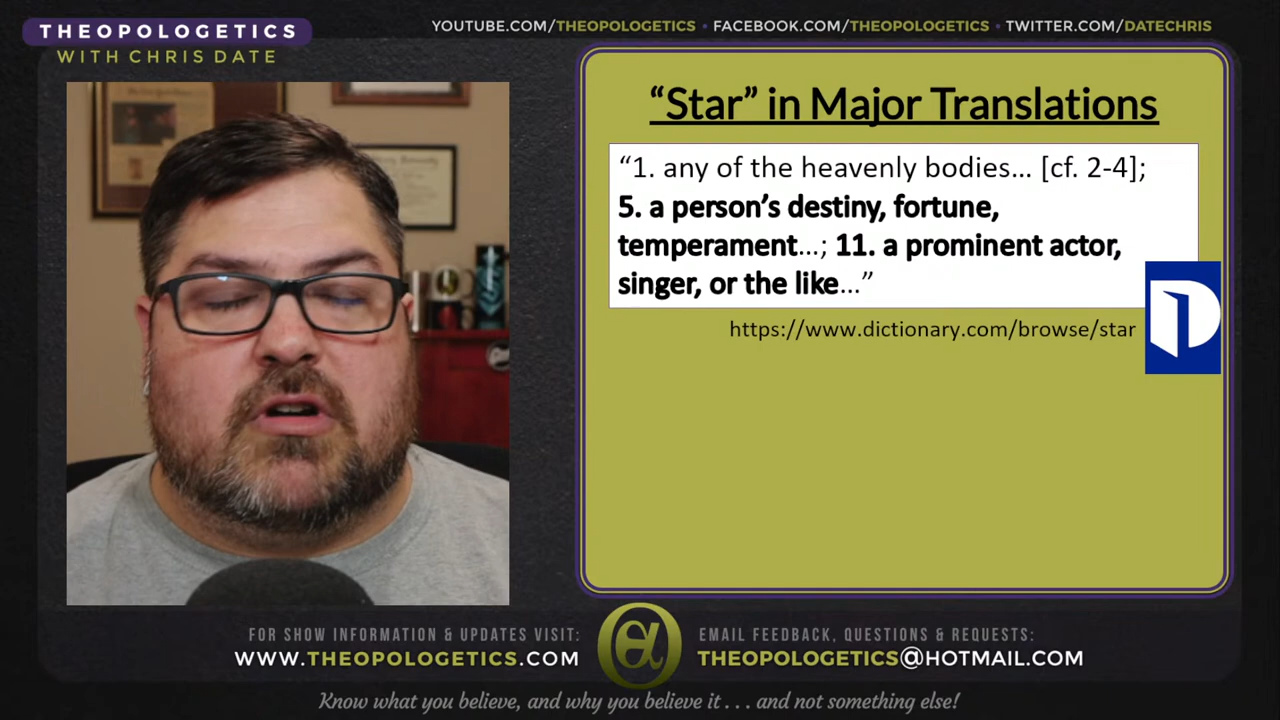 THEOPOLOGETICS
WITH CHRIS DATE
YOUTUBE.COM/THEOPOLOGETICS • FACEBOOK.COM/THEOPOLOGETICS • TWITTER.COM/DATECHRIS
“Star” in Major Translations
“1. any of the heavenly bodies... [cf. 2-4];
5. a person’s destiny, fortune,
temperament...; 11. a prominent actor,
singer, or the like...”
https://www.dictionary.com/browse/star
FOR SHOW INFORMATION & UPDATES VISIT:
WWW.THEOPOLOGETICS.COM
EMAIL FEEDBACK, QUESTIONS & REQUESTS:
THEOPOLOGETICS@HOTMAIL.COM
Know what you believe, and why you believe it . . . and not something else!